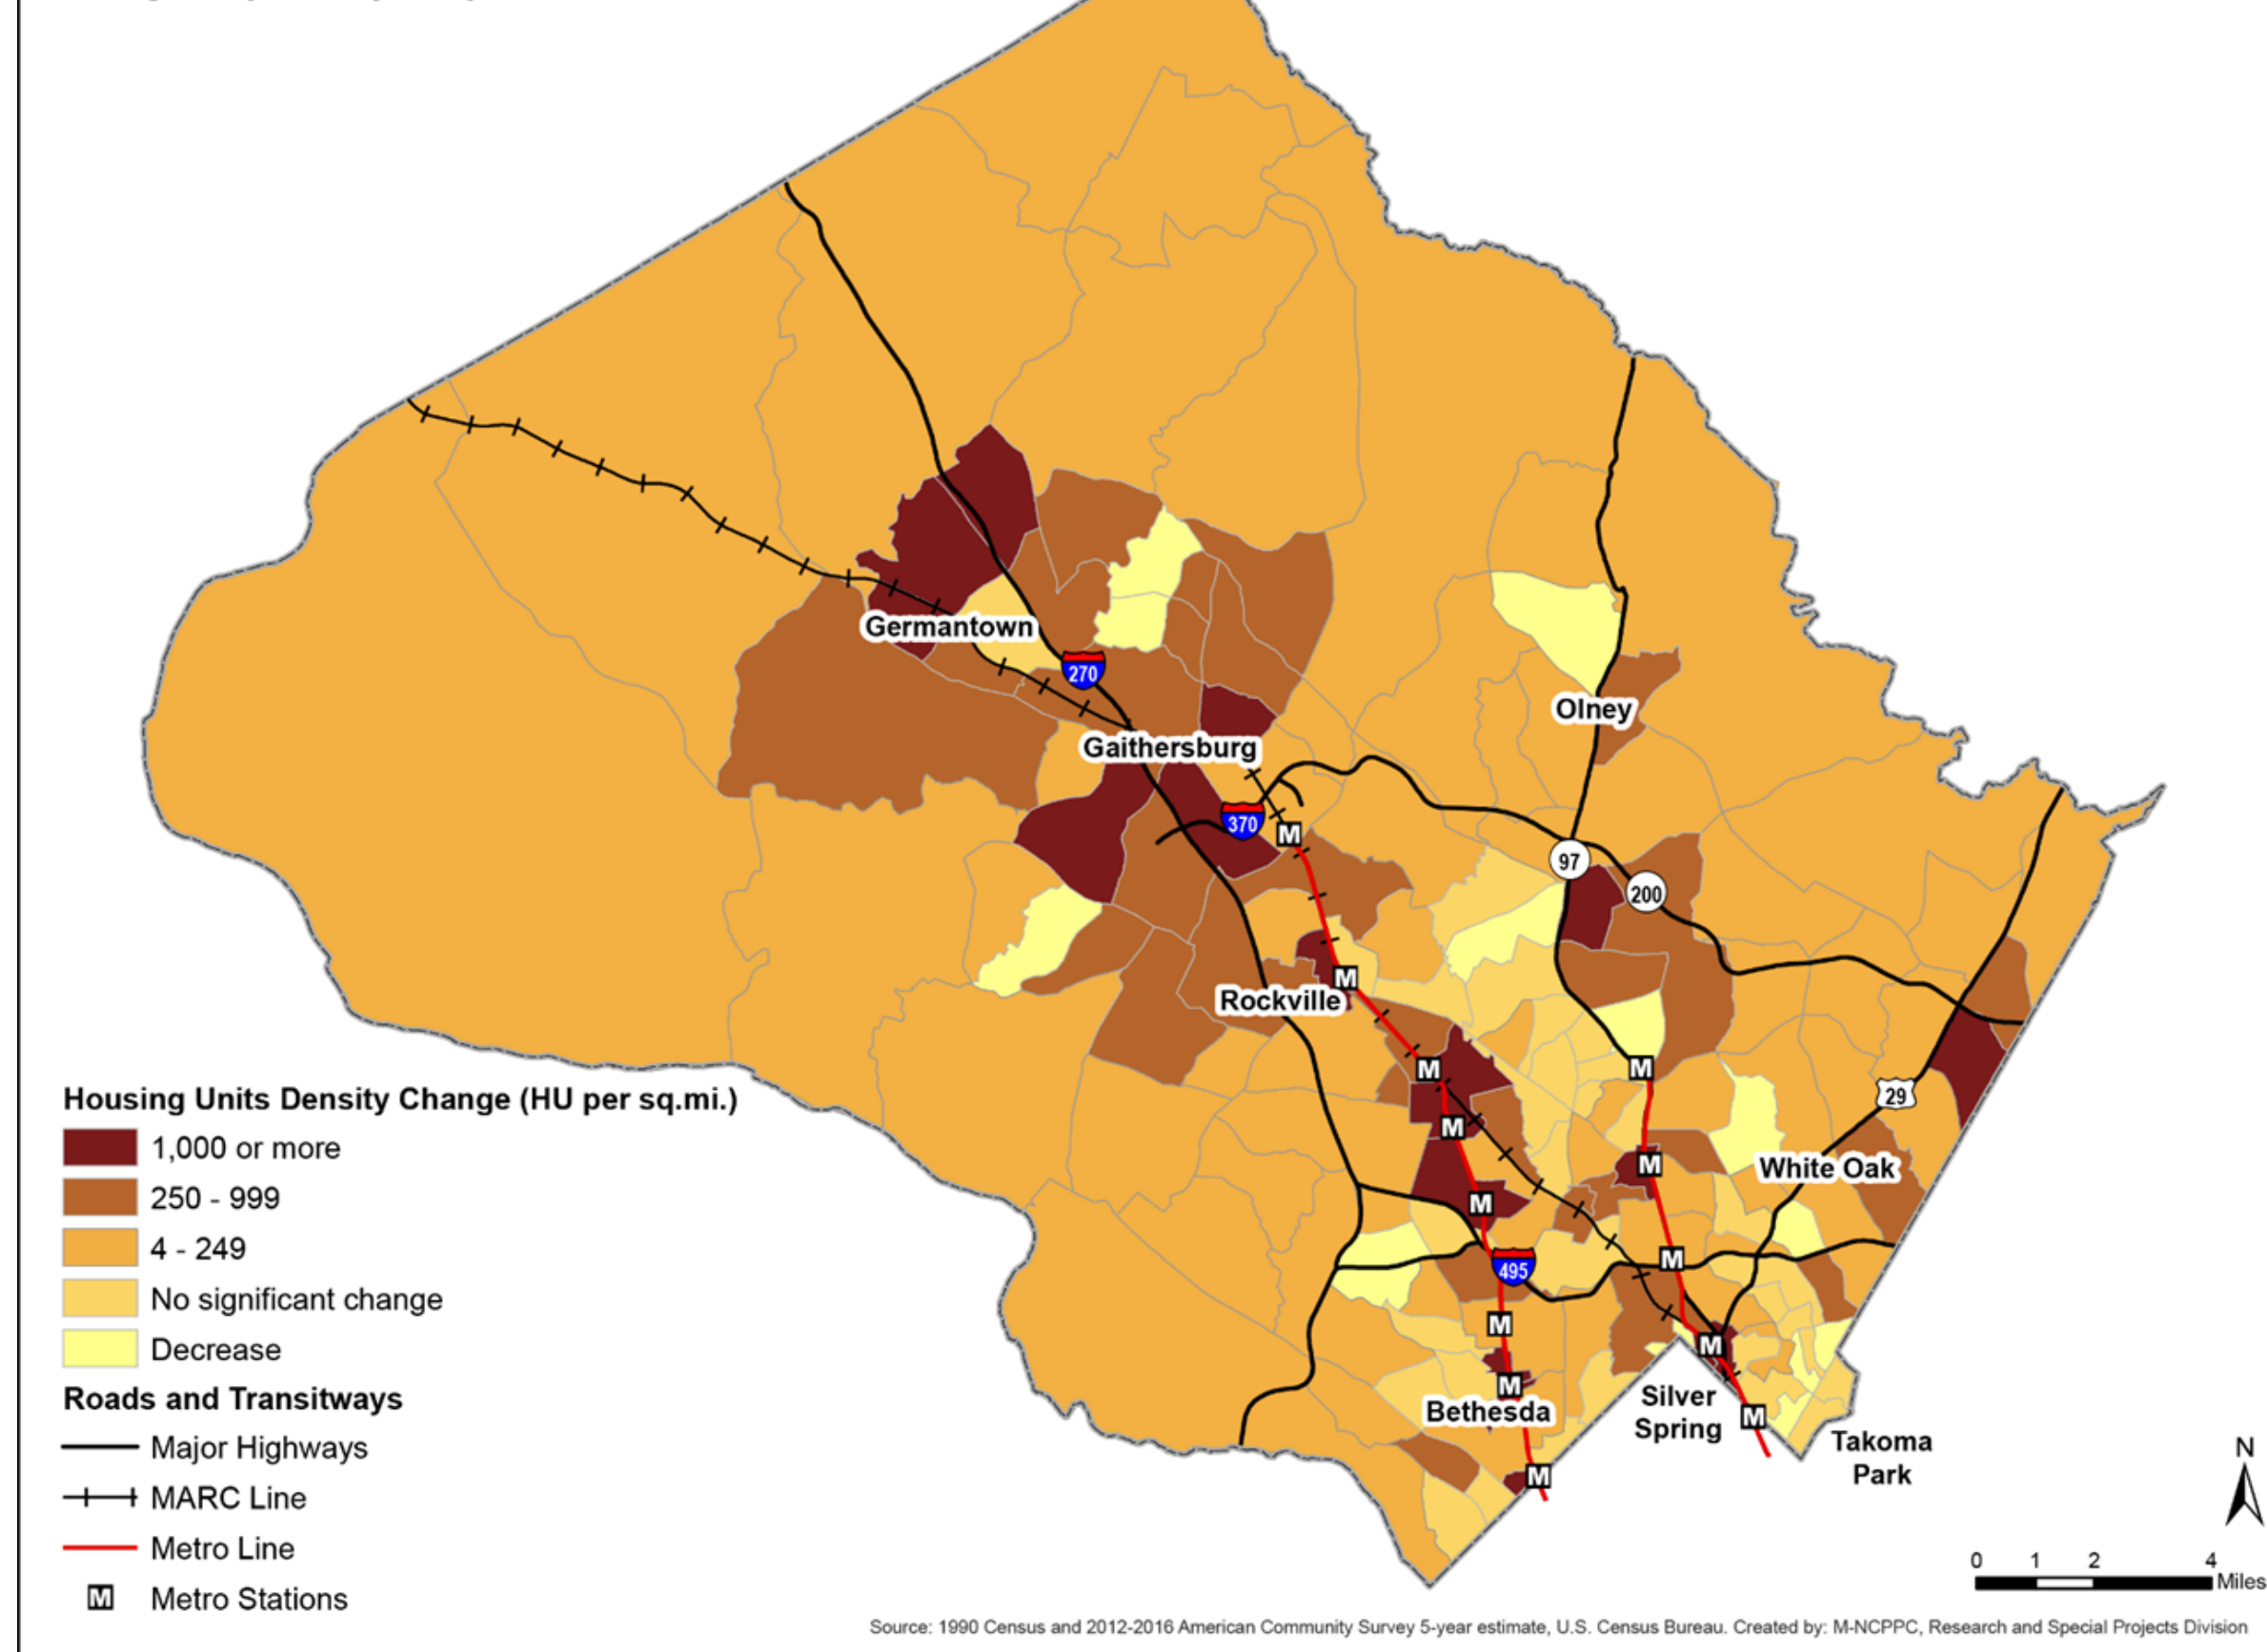 Germantown
270
Olney
Gaithersburg
370
M
97
200
M
Rockville
M
M
29
M
M
White Oak
M
M
495
M
M
M
Bethesda
Silver
Spring
M
Takoma
Park
M
Housing Units Density Change (HU per sq.mi.)
1,000 or more
250 - 999
4 - 249
No significant change
Decrease
Roads and Transitways
Major Highways
MARC Line
Metro Line
M Metro Stations
N
0 1 2 4
Miles
Source: 1990 Census and 2012-2016 American Community Survey 5-year estimate, U.S. Census Bureau. Created by: M-NCPPC, Research and Special Projects Division